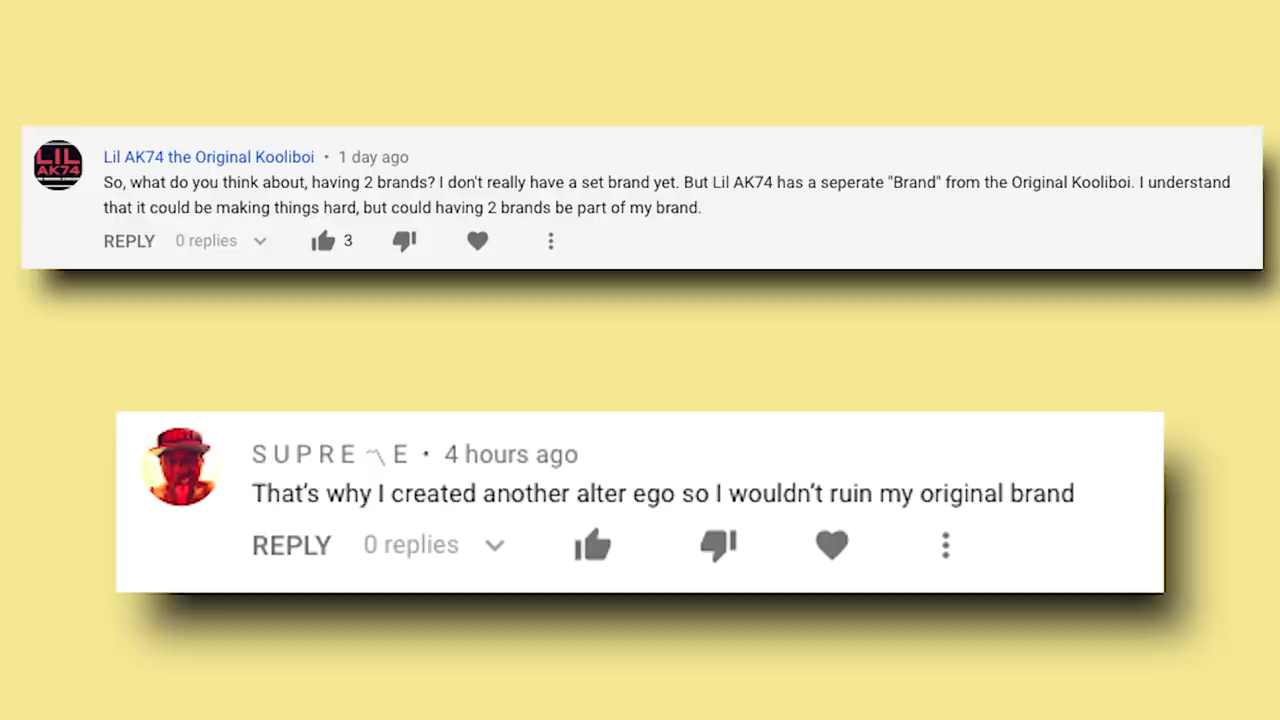 LIL
AK74
Lil AK74 the Original Kooliboi • 1 day ago
So, what do you think about, having 2 brands? I don't really have a set brand yet. But Lil AK74 has a seperate "Brand" from the Original Kooliboi. I understand
that it could be making things hard, but could having 2 brands be part of my brand.
REPLY 0 replies 3
S U P R E 〽 E • 4 hours ago
That’s why I created another alter ego so I wouldn’t ruin my original brand
REPLY 0 replies